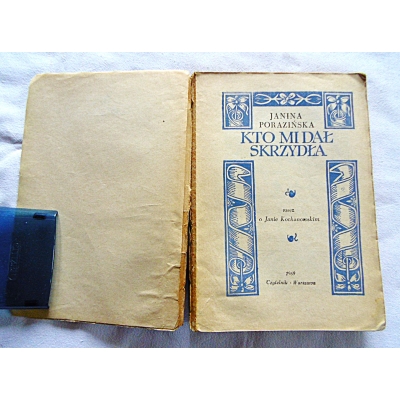 JANINA
PORAZIŃSKA
KTO MI DAŁ
SKRZYDŁA
rzecz
o Janie Kochanowskim
Czytelnik · Warszawa